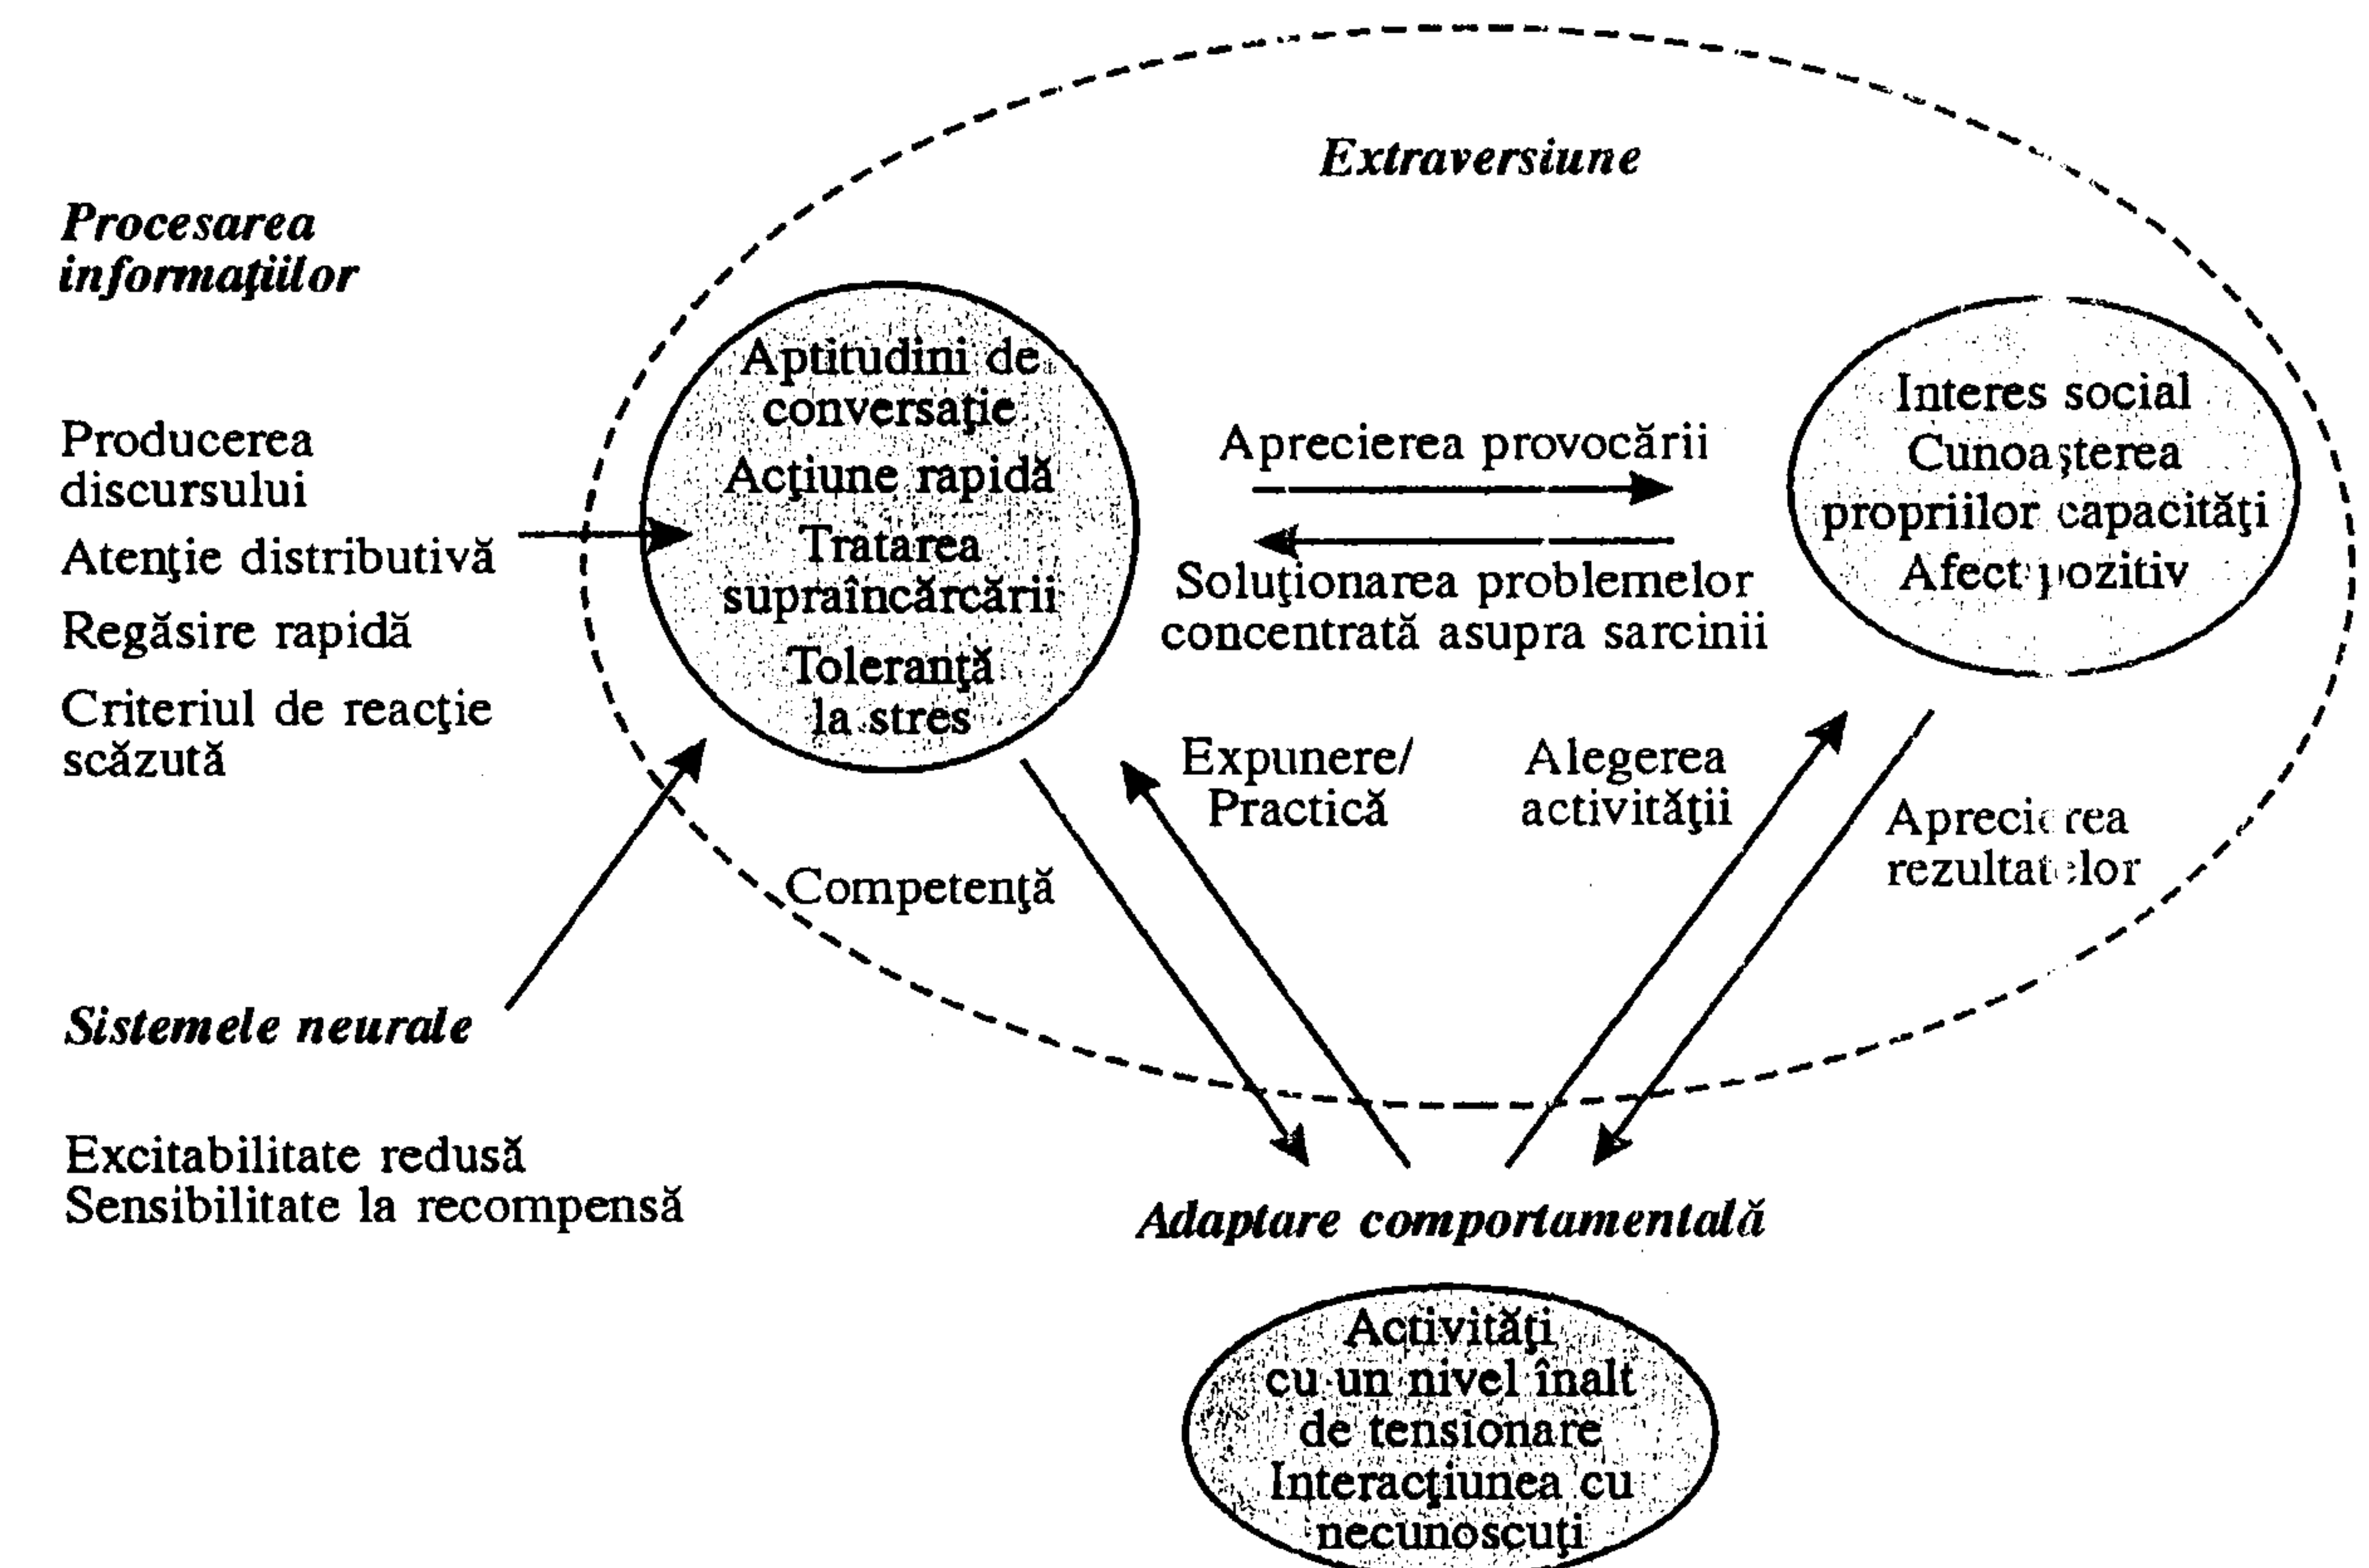 Extraversiune
Procesarea
informaţiilor
Producerea
discursului
Atenţie distributivă
Regăsire rapidă
Criteriul de reacţie
scăzută
Aptitudini de
conversaţie
Acţiune rapidă
Tratarea
supraîncărcării
Toleranţă
la stres
Aprecierea provocării
Soluţionarea problemelor
concentrată asupra sarcinii
Interes social
Cunoaşterea
propriilor capacităţi
Afect pozitiv
Expunere/
Practică
Alegerea
activităţii
Aprecierea
rezultatelor
Competenţă
Sistemele neurale
Excitabilitate redusă
Sensibilitate la recompensă
Adaptare comportamentală
Activităţi
cu un nivel înalt
de tensionare
Interacţiunea cu
necunoscuţi